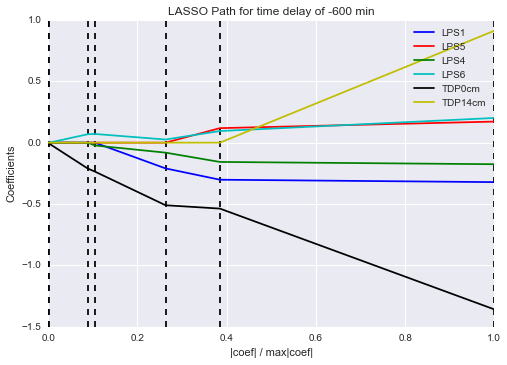 LASSO Path for time delay of -600 min
1.0
0.5
0.0
−0.5
−1.0
−1.5
Coefficients
LPS1
LPS5
LPS4
LPS6
TDP0cm
TDP14cm
0.0 0.2 0.4 0.6 0.8 1.0
|coef| / max|coef|